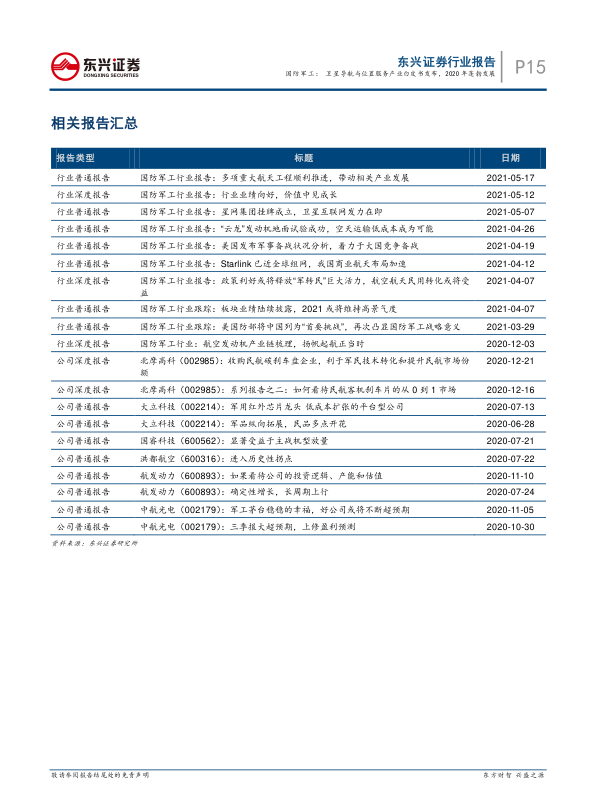 东兴证券
DONGXING SECURITIES
东兴证券行业报告
国防军工: 卫星导航与位置服务产业白皮书发布,2020年蓬勃发展
P15
相关报告汇总
报告类型 标题 日期
行业普通报告 国防军工行业报告:多项重大航天工程顺利推进,带动相关产业发展 2021-05-17
行业深度报告 国防军工行业报告:行业业绩向好,价值中见成长 2021-05-12
行业普通报告 国防军工行业报告:星网集团挂牌成立,卫星互联网发力在即 2021-05-07
行业普通报告 国防军工行业报告:“云龙”发动机地面试验成功,空天运输低成本成为可能 2021-04-26
行业普通报告 国防军工行业报告:美国发布军事备战状况分析,着力于大国竞争备战 2021-04-19
行业普通报告 国防军工行业报告:Starlink 已近全球组网,我国商业航天布局加速 2021-04-12
行业深度报告 国防军工行业报告:政策利好或将释放“军转民”巨大活力,航空航天民用转化或将受 2021-04-07
益
行业普通报告 国防军工行业跟踪:板块业绩陆续披露,2021 或将维持高景气度 2021-04-07
行业普通报告 国防军工行业跟踪:美国防部将中国列为“首要挑战”,再次凸显国防军工战略意义 2021-03-29
行业深度报告 国防军工行业:航空发动机产业链梳理,扬帆起航正当时 2020-12-03
公司深度报告 北摩高科(002985):收购民航碳刹车盘企业,利于军民技术转化和提升民航市场份 2020-12-21
额
公司深度报告 北摩高科(002985):系列报告之二:如何看待民航客机刹车片的从 0 到 1 市场 2020-12-16
公司普通报告 大立科技(002214):军用红外芯片龙头 低成本扩张的平台型公司 2020-07-13
公司普通报告 大立科技(002214):军品纵向拓展,民品多点开花 2020-06-28
公司普通报告 国睿科技(600562):显著受益于主战机型放量 2020-07-21
公司普通报告 洪都航空(600316):进入历史性拐点 2020-07-22
公司普通报告 航发动力(600893):如果看待公司的投资逻辑、产能和估值 2020-11-10
公司普通报告 航发动力(600893):确定性增长,长周期上行 2020-07-24
公司普通报告 中航光电(002179):军工茅台稳稳的幸福,好公司或将不断超预期 2020-11-05
公司普通报告 中航光电(002179):三季报大超预期,上修盈利预测 2020-10-30
资料来源:东兴证券研究所
敬请参阅报告结尾处的免责声明
东方财智 兴盛之源